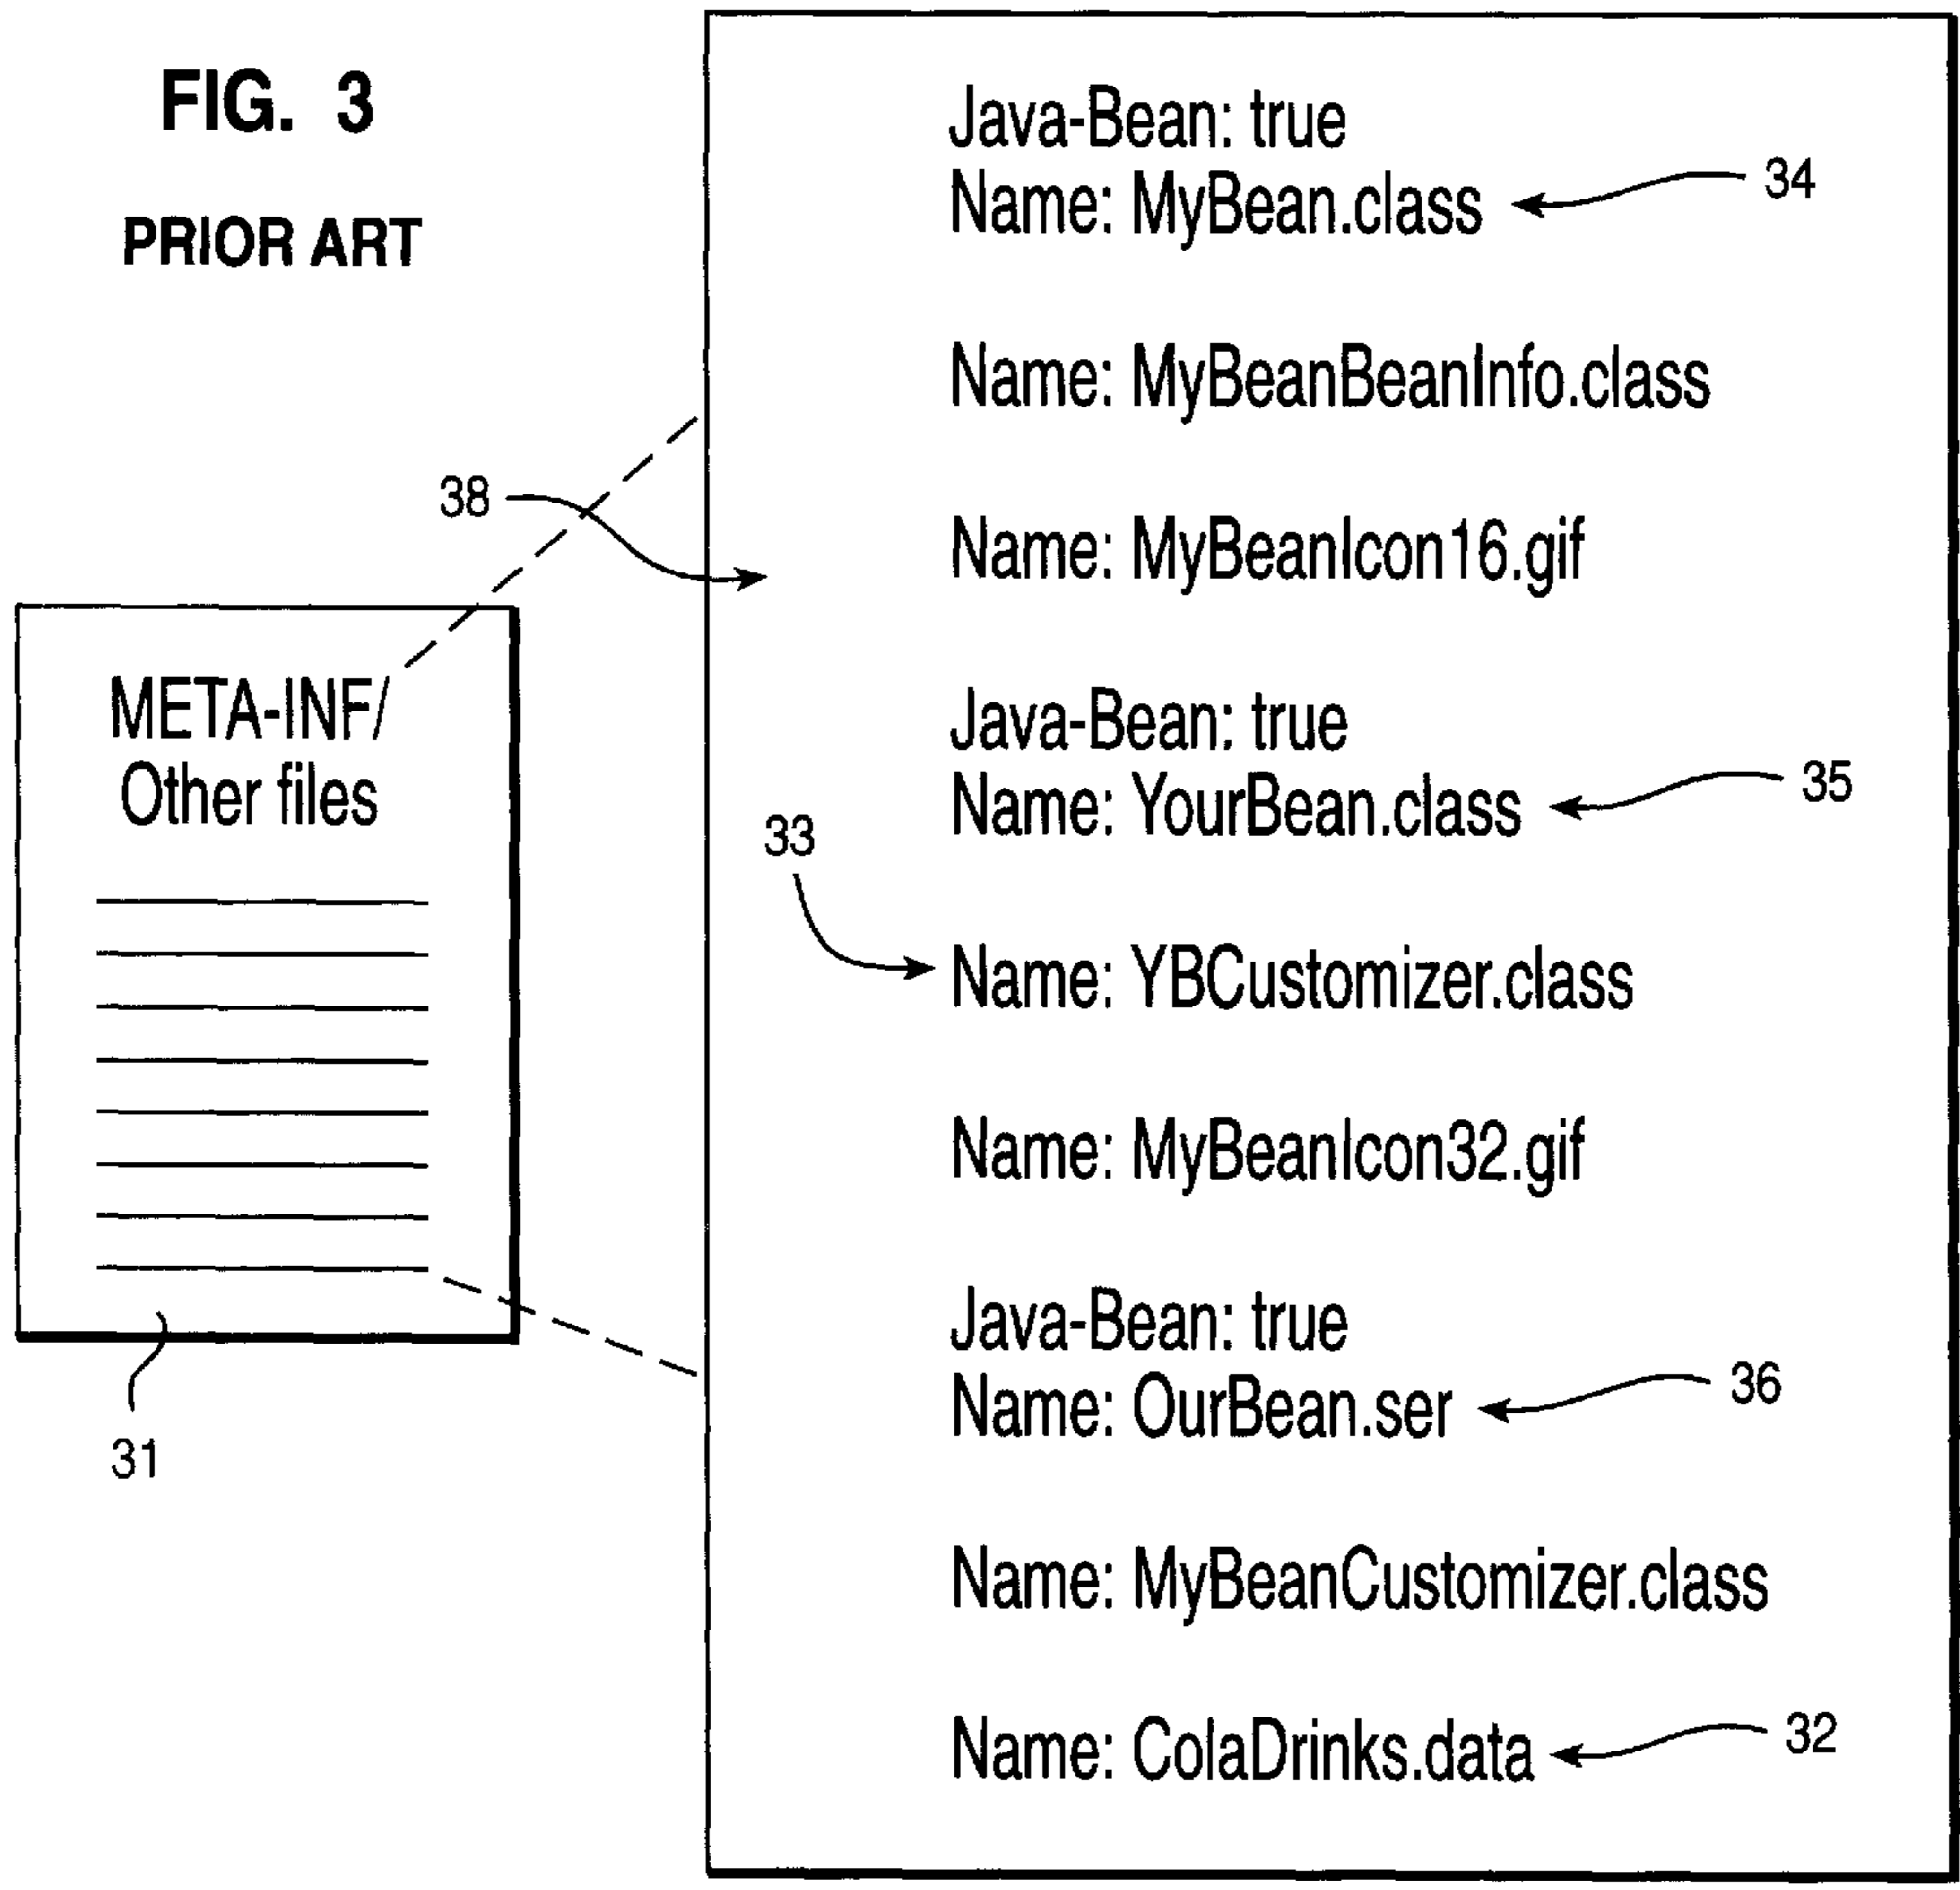 FIG. 3
PRIOR ART
Java-Bean: true
Name: MyBean.class
34
Name: MyBeanBeanInfo.class
38
Name: MyBeanIcon16.gif
META-INF/
Other files
Java-Bean: true
Name: YourBean.class
35
33
Name: YBCustomizer.class
Name: MyBeanIcon32.gif
Java-Bean: true
Name: OurBean.ser
36
31
Name: MyBeanCustomizer.class
Name: ColaDrinks.data
32